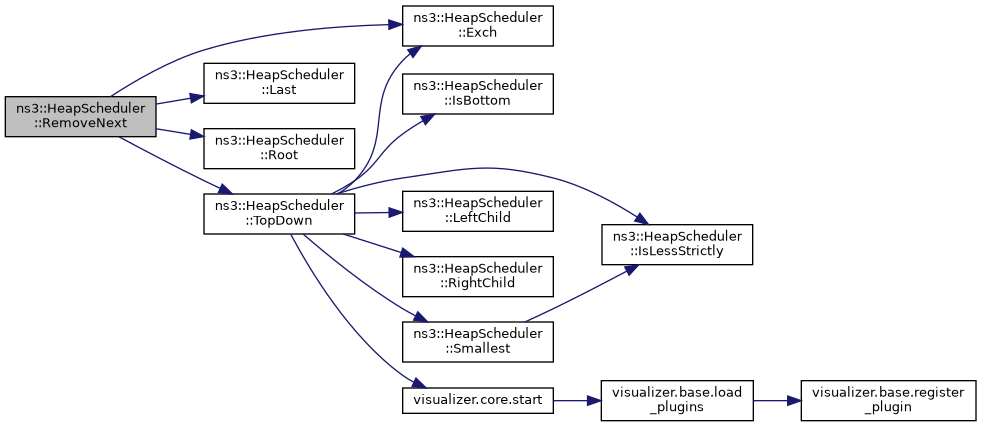 ns3::HeapScheduler
::RemoveNext
ns3::HeapScheduler
::Exch
ns3::HeapScheduler
::Last
ns3::HeapScheduler
::Root
ns3::HeapScheduler
::TopDown
ns3::HeapScheduler
::IsBottom
ns3::HeapScheduler
::LeftChild
ns3::HeapScheduler
::RightChild
ns3::HeapScheduler
::Smallest
ns3::HeapScheduler
::IsLessStrictly
visualizer.core.start
visualizer.base.load
_plugins
visualizer.base.register
_plugin